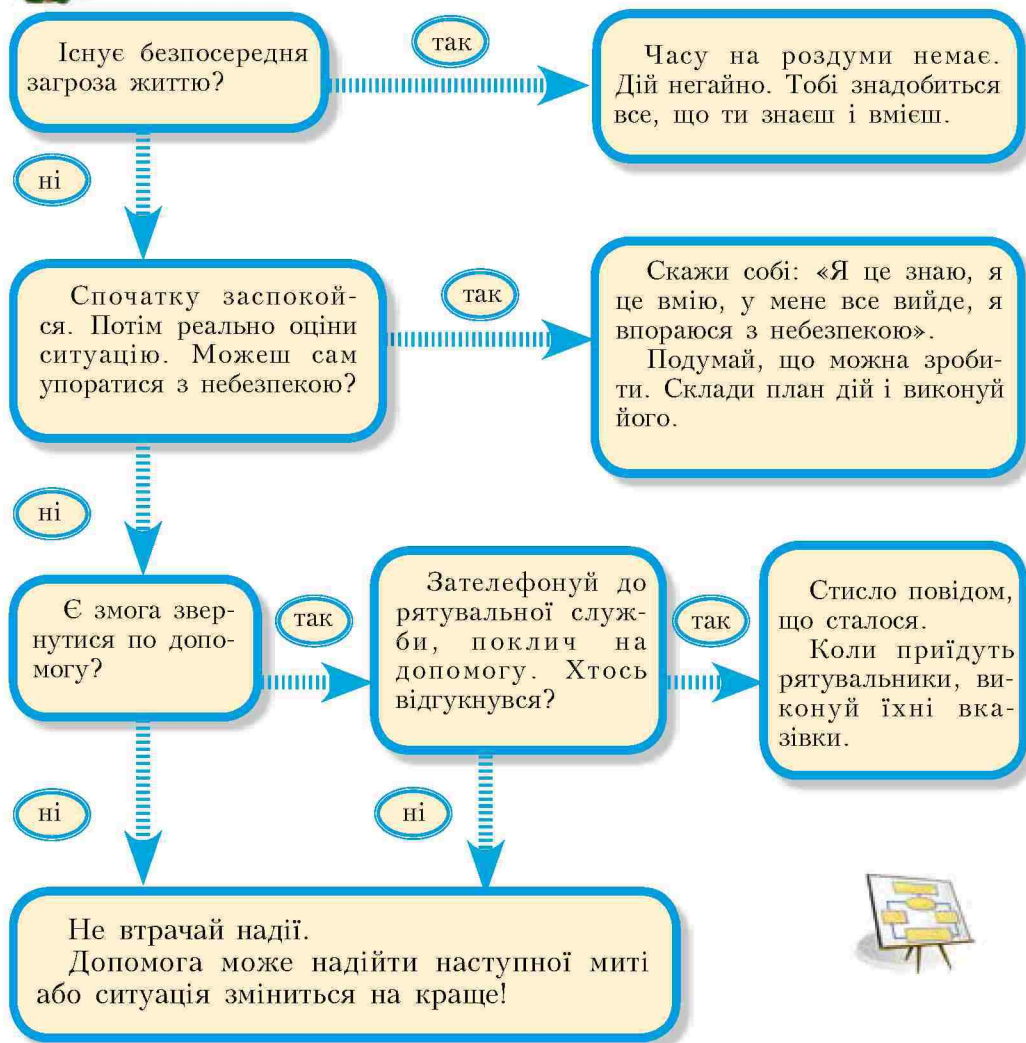 Існує безпосередня
загроза життю?
так
Часу на роздуми немає.
Дій негайно. Тобі знадобиться
все, що ти знаєш і вмієш.
ні
Спочатку заспокой-
ся. Потім реально оціни
ситуацію. Можеш сам
упоратися з небезпекою?
так
Скажи собі: «Я це знаю, я
це вмію, у мене все вийде, я
впораюся з небезпекою».
Подумай, що можна зроби-
ти. Склади план дій і виконуй
його.
ні
Є змога звер-
нутися по допо-
могу?
так
Зателефонуй до
рятувальної служ-
би, поклич на
допомогу. Хтось
відгукнувся?
так
Стисло повідом,
що сталося.
Коли приїдуть
рятувальники, ви-
конуй їхні вка-
зівки.
ні
ні
Не втрачай надії.
Допомога може надійти наступної миті
або ситуація зміниться на краще!